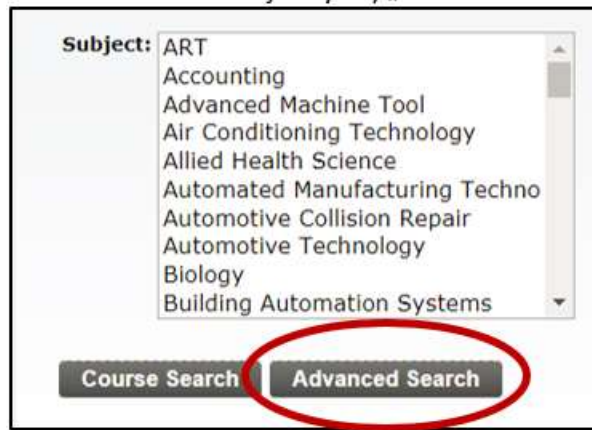 Subject:
ART
Accounting
Advanced Machine Tool
Air Conditioning Technology
Allied Health Science
Automated Manufacturing Techno
Automotive Collision Repair
Automotive Technology
Biology
Building Automation Systems
Course Search
Advanced Search